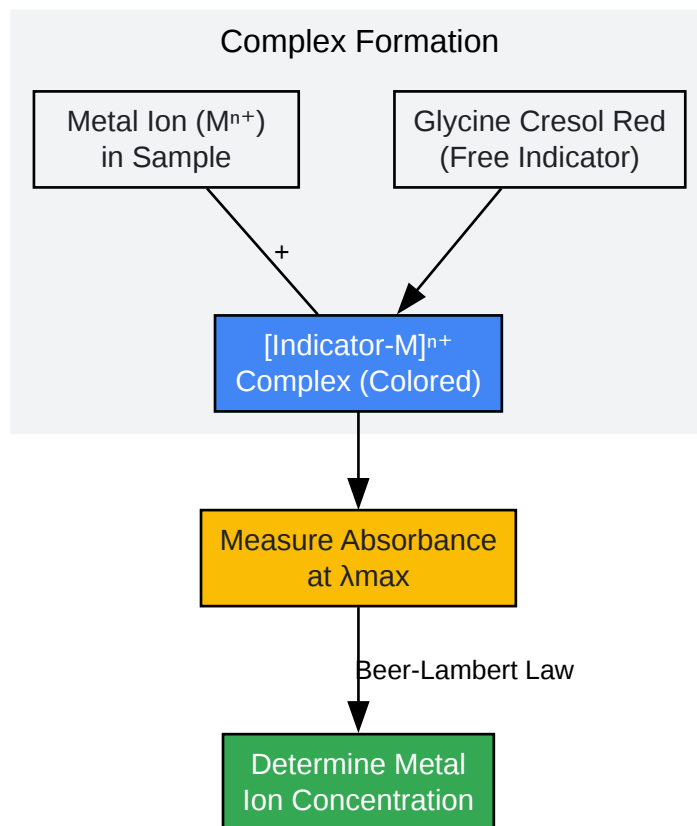 Complex Formation
Metal Ion (Mⁿ⁺)
in Sample
Glycine Cresol Red
(Free Indicator)
+
[Indicator-M]ⁿ⁺
Complex (Colored)
Measure Absorbance
at λmax
Beer-Lambert Law
Determine Metal
Ion Concentration